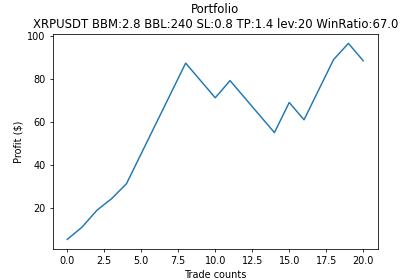 Portfolio
XRPUSDT BBM:2.8 BBL:240 SL:0.8 TP:1.4 lev:20 WinRatio:67.0
100
80
60
40
20
Profit ($)
0.0 2.5 5.0 7.5 10.0 12.5 15.0 17.5 20.0
Trade counts